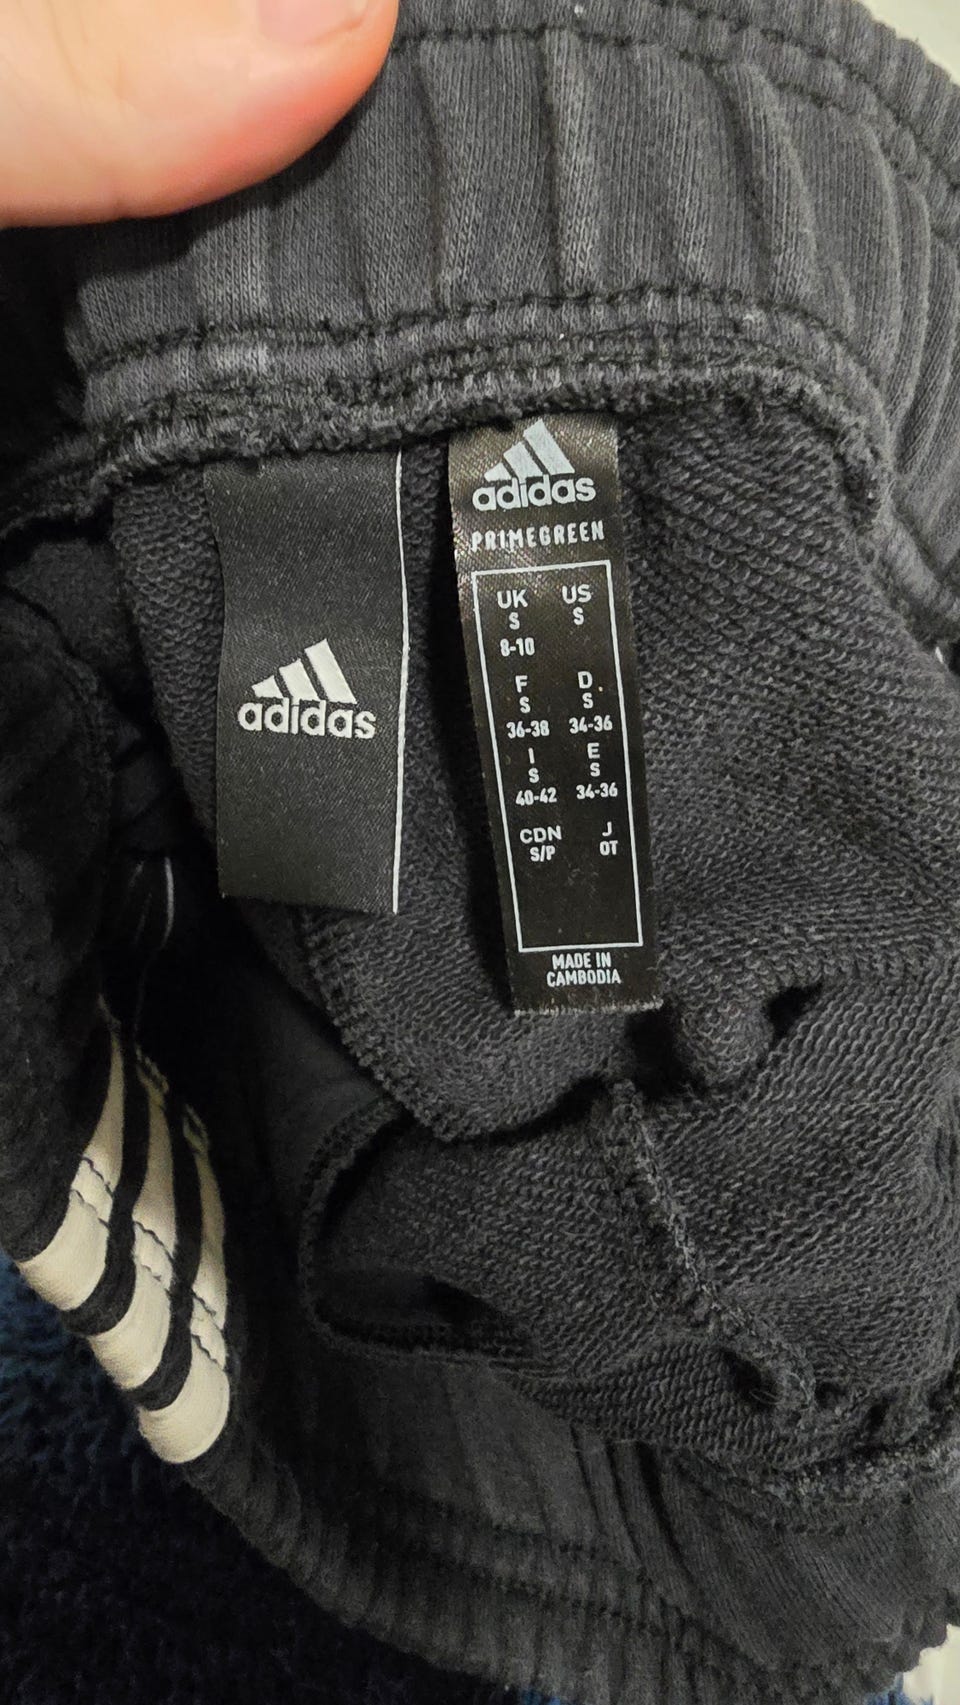 adidas
adidas
PRIMEGREEN
UK US
S S
8-10
F D
S S
36-38 34-36
I E
S S
40-42 34-36
CDN J
S/P OT
MADE IN
CAMBODIA